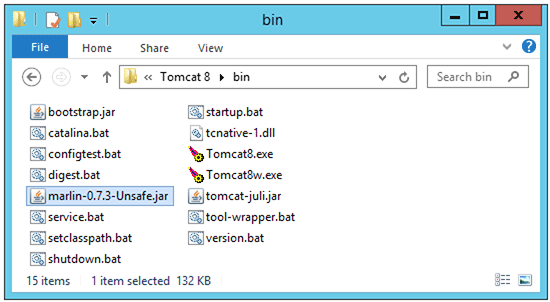 bin
File Home Share View
« Tomcat 8 bin
Search bin
bootstrap.jar
catalina.bat
configtest.bat
digest.bat
marlin-0.7.3-Unsafe.jar
service.bat
setclasspath.bat
shutdown.bat
startup.bat
tcnative-1.dll
Tomcat8.exe
Tomcat8w.exe
tomcat-juli.jar
tool-wrapper.bat
version.bat
15 items 1 item selected 132 KB